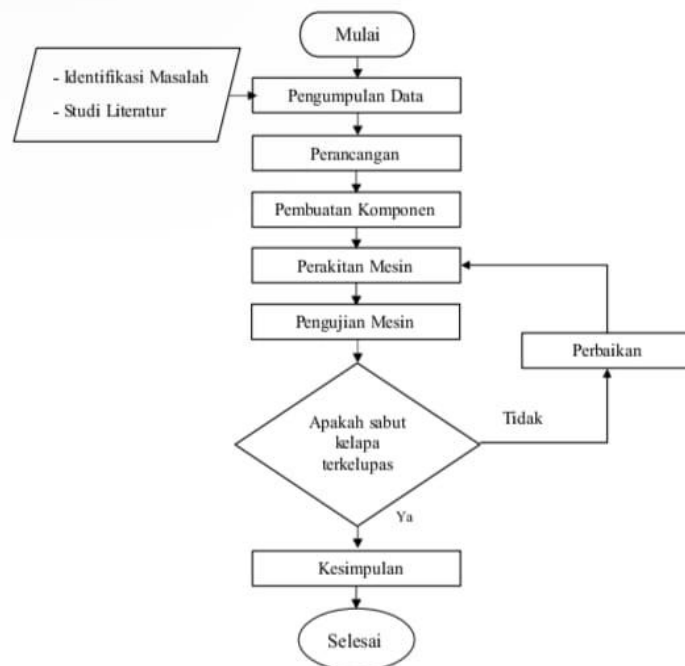 Mulai
- Identifikasi Masalah
- Studi Literatur
Pengumpulan Data
Perancangan
Pembuatan Komponen
Perakitan Mesin
Pengujian Mesin
Perbaikan
Apakah sabut
kelapa
terkelupas
Tidak
Ya
Kesimpulan
Selesai